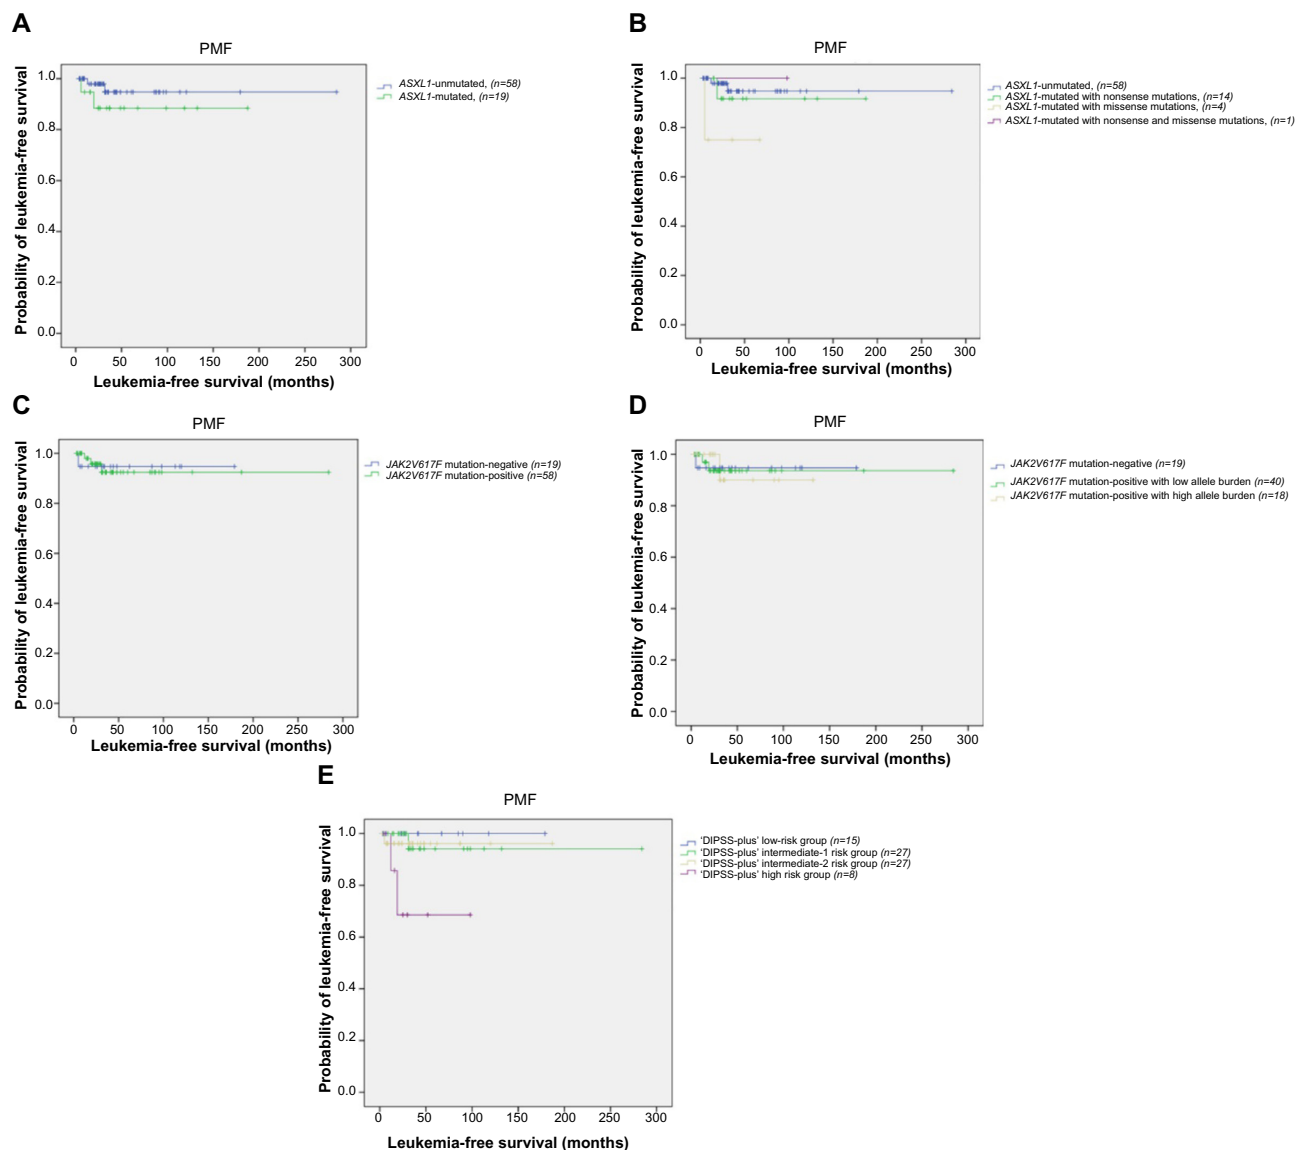 A
PMF
Probability of leukemia-free survival
1.0
0.8
0.6
0.4
0.2
0.0
0 50 100 150 200 250 300
Leukemia-free survival (months)
ASXL1-unmutated, (n=58)
ASXL1-mutated, (n=19)
B
PMF
Probability of leukemia-free survival
1.0
0.8
0.6
0.4
0.2
0.0
0 50 100 150 200 250 300
Leukemia-free survival (months)
ASXL1-unmutated, (n=58)
ASXL1-mutated with nonsense mutations, (n=14)
ASXL1-mutated with missense mutations, (n=4)
ASXL1-mutated with nonsense and missense mutations, (n=1)
C
PMF
Probability of leukemia-free survival
1.0
0.8
0.6
0.4
0.2
0.0
0 50 100 150 200 250 300
Leukemia-free survival (months)
JAK2V617F mutation-negative (n=19)
JAK2V617F mutation-positive (n=58)
D
PMF
Probability of leukemia-free survival
1.0
0.8
0.6
0.4
0.2
0.0
0 50 100 150 200 250 300
Leukemia-free survival (months)
JAK2V617F mutation-negative (n=19)
JAK2V617F mutation-positive with low allele burden (n=40)
JAK2V617F mutation-positive with high allele burden (n=18)
E
PMF
Probability of leukemia-free survival
1.0
0.8
0.6
0.4
0.2
0.0
0 50 100 150 200 250 300
Leukemia-free survival (months)
'DIPSS-plus' low-risk group (n=15)
'DIPSS-plus' intermediate-1 risk group (n=27)
'DIPSS-plus' intermediate-2 risk group (n=27)
'DIPSS-plus' high risk group (n=8)